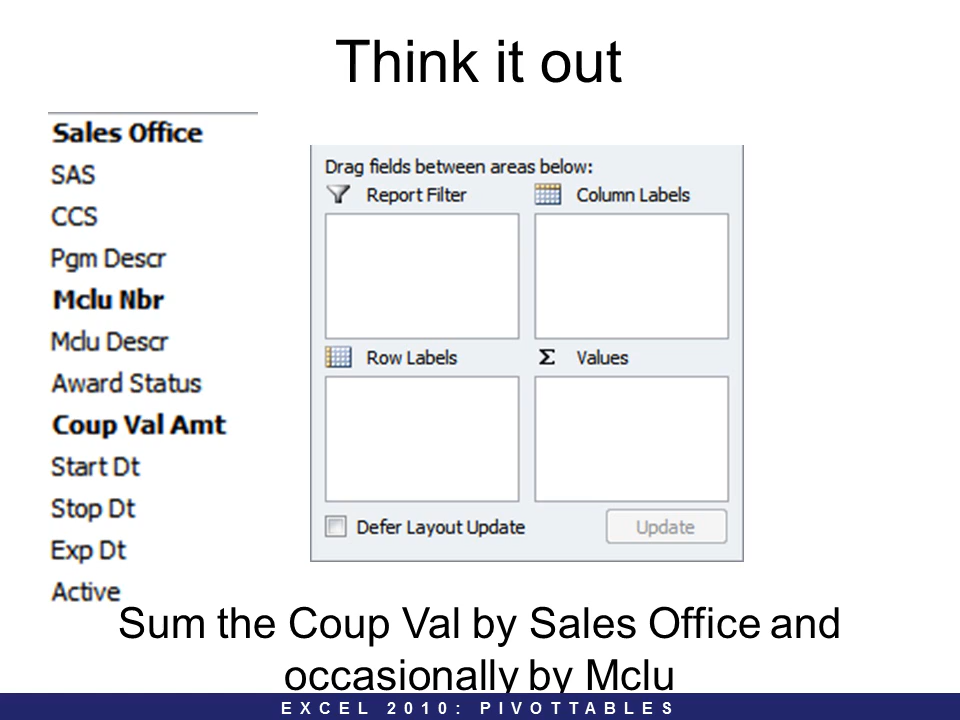 Think it out
Sales Office
SAS
CCS
Pgm Descr
Mclu Nbr
Mclu Descr
Award Status
Coup Val Amt
Start Dt
Stop Dt
Exp Dt
Active
Drag fields between areas below:
Report Filter
Column Labels
Row Labels
Σ Values
Defer Layout Update
Update
Sum the Coup Val by Sales Office and
occasionally by Mclu
EXCEL 2010: PIVOTTABLES